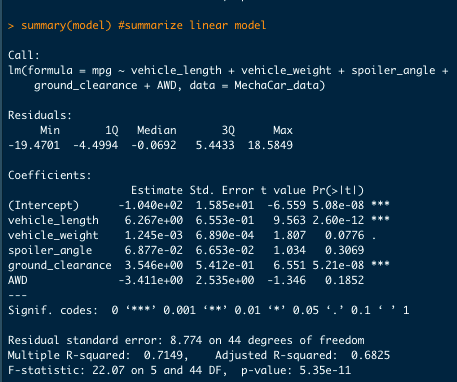 > summary(model) #summarize linear model
Call:
lm(formula = mpg ~ vehicle_length + vehicle_weight + spoiler_angle +
    ground_clearance + AWD, data = MechaCar_data)
Residuals:
     Min       1Q   Median       3Q      Max
-19.4701  -4.4994  -0.0692   5.4433  18.5849
Coefficients:
                   Estimate Std. Error t value Pr(>|t|)
(Intercept)      -1.040e+02  1.585e+01  -6.559 5.08e-08 ***
vehicle_length    6.267e+00  6.553e-01   9.563 2.60e-12 ***
vehicle_weight    1.245e-03  6.890e-04   1.807   0.0776 .
spoiler_angle     6.877e-02  6.653e-02   1.034   0.3069
ground_clearance  3.546e+00  5.412e-01   6.551 5.21e-08 ***
AWD              -3.411e+00  2.535e+00  -1.346   0.1852
---
Signif. codes:  0 ‘***’ 0.001 ‘**’ 0.01 ‘*’ 0.05 ‘.’ 0.1 ‘ ’ 1
Residual standard error: 8.774 on 44 degrees of freedom
Multiple R-squared:  0.7149,    Adjusted R-squared:  0.6825
F-statistic: 22.07 on 5 and 44 DF,  p-value: 5.35e-11